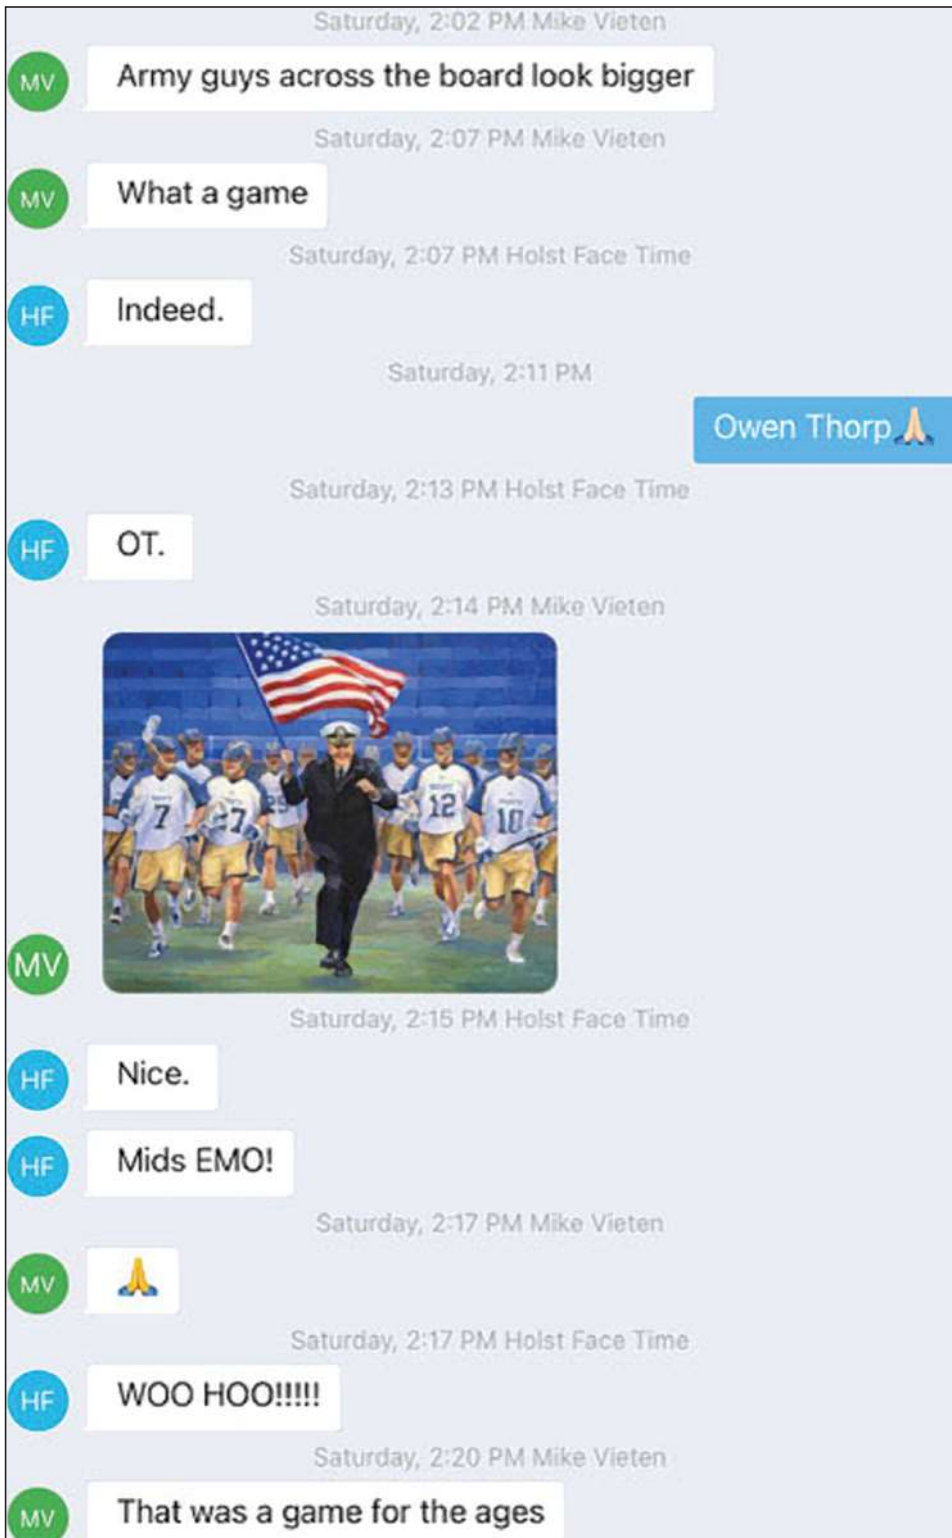 Saturday, 2:02 PM Mike Vieten
MV
Army guys across the board look bigger
Saturday, 2:07 PM Mike Vieten
MV
What a game
Saturday, 2:07 PM Holst Face Time
HF
Indeed.
Saturday, 2:11 PM
Owen Thorp🙏🏻
Saturday, 2:13 PM Holst Face Time
HF
OT.
Saturday, 2:14 PM Mike Vieten
7
27
29
12
10
MV
Saturday, 2:15 PM Holst Face Time
HF
Nice.
HF
Mids EMO!
Saturday, 2:17 PM Mike Vieten
MV
🙏
Saturday, 2:17 PM Holst Face Time
HF
WOO HOO!!!!!
Saturday, 2:20 PM Mike Vieten
MV
That was a game for the ages